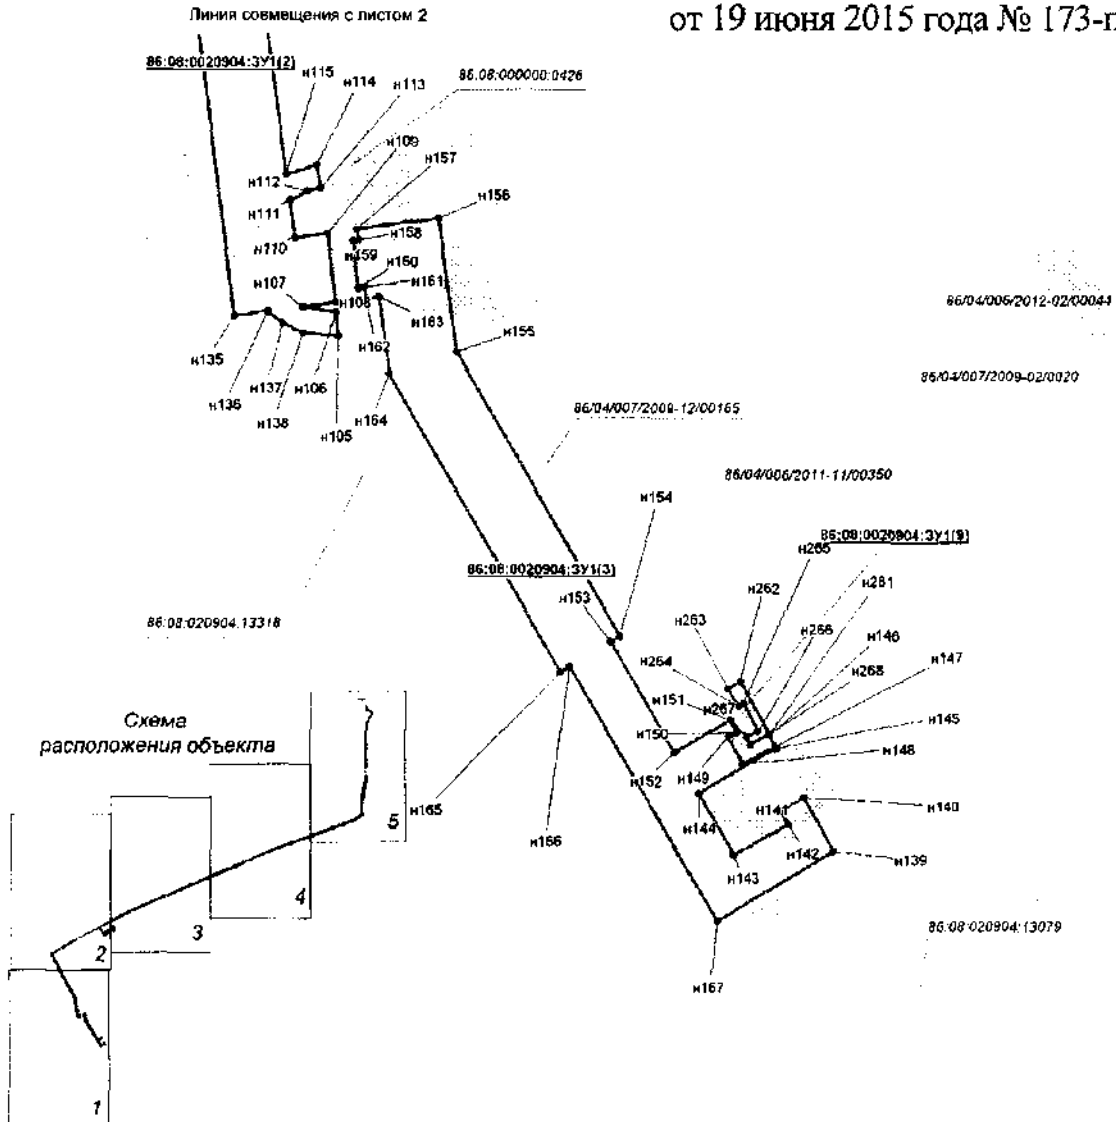 Линия совмещения с листом 2
от 19 июня 2015 года № 173-п
86:08:0020904:ЗУ1(2)
н115
н114
н113
86:08:000000:0426
н109
н157
н112
н111
н156
н110
н158
н159
н160
н107
н161
н108
н163
86/04/006/2012-02/00044
н155
н135
н162
н137
н106
86/04/007/2009-02/0020
н136
н164
н138
н105
86/04/007/2009-12/00165
86/04/006/2011-11/00350
н154
86:08:0020904:ЗУ1(9)
н265
86:08:0020904:ЗУ1(3)
н262
н261
н153
н263
86:08:020904:13318
н266
н146
н264
н147
н268
н151
н267
Схема
расположения объекта
н145
н150
н148
н152
н149
н165
н140
н141
н144
5
н166
н142
н139
н143
4
86:08:020904:13079
3
2
н167
1